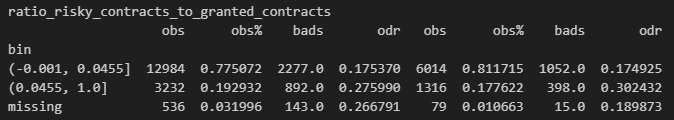 ratio_risky_contracts_to_granted_contracts
obs obs% bads odr obs obs% bads odr
bin
(-0.001, 0.0455] 12984 0.775072 2277.0 0.175370 6014 0.811715 1052.0 0.174925
(0.0455, 1.0] 3232 0.192932 892.0 0.275990 1316 0.177622 398.0 0.302432
missing 536 0.031996 143.0 0.266791 79 0.010663 15.0 0.189873